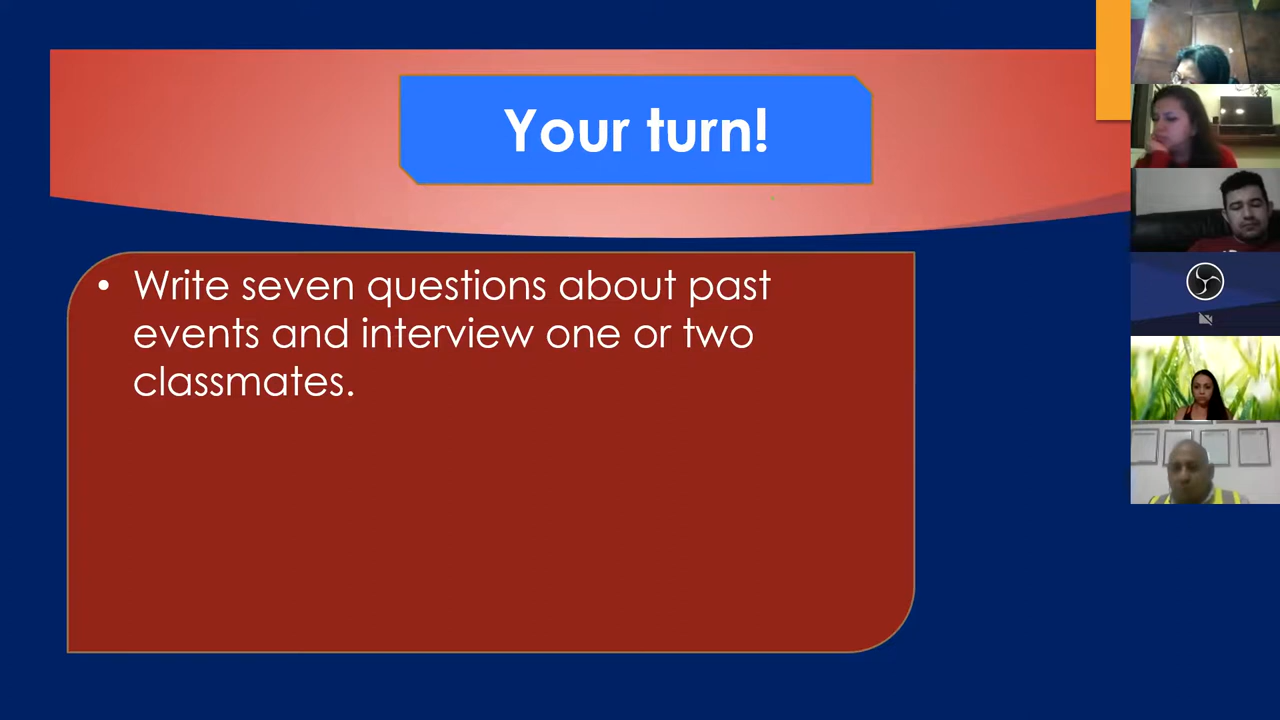 Your turn!
• Write seven questions about past
events and interview one or two
classmates.